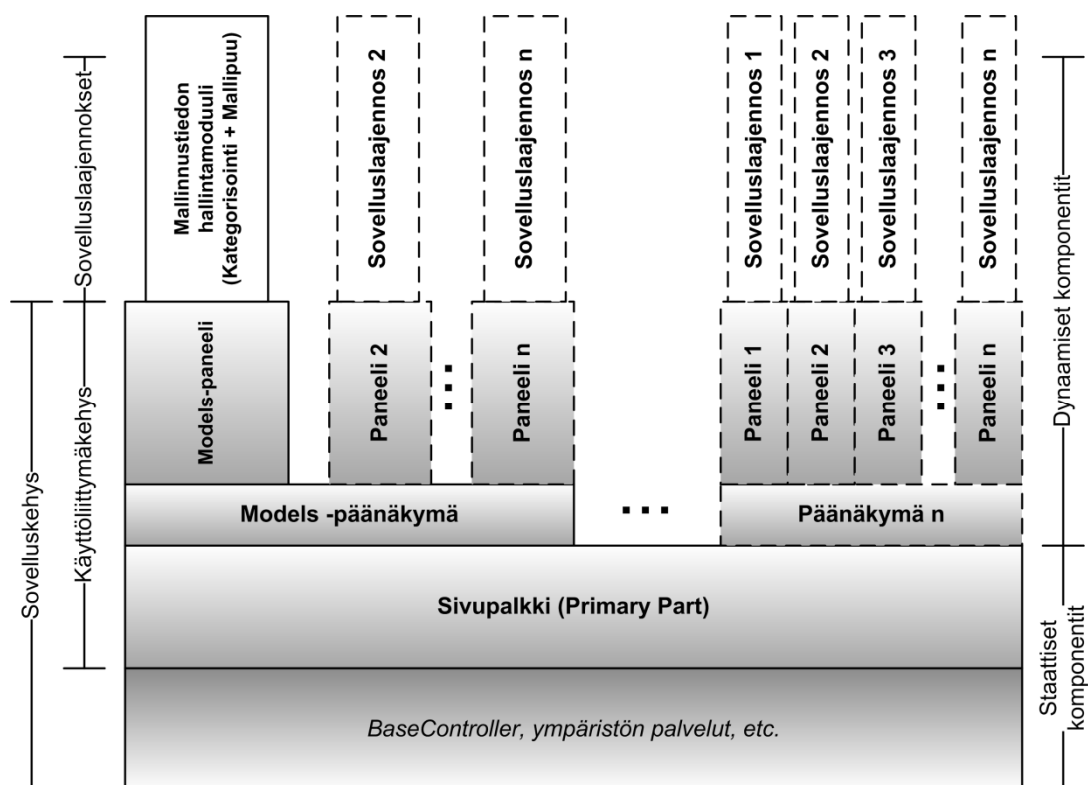 Sovelluslaajennokset
Mallinnustiedon
hallintamoduuli
(Kategorisointi + Mallipuu)
Sovelluslaajennos 2
Sovelluslaajennos n
Sovelluslaajennos 1
Sovelluslaajennos 2
Sovelluslaajennos 3
Sovelluslaajennos n
Dynaamiset komponentit
Sovelluskehys
Käyttöliittymäkehys
Models-paneeli
Paneeli 2
...
Paneeli n
Paneeli 1
Paneeli 2
Paneeli 3
...
Paneeli n
Models -päänäkymä
...
Päänäkymä n
Sivupalkki (Primary Part)
Staattiset
komponentit
BaseController, ympäristön palvelut, etc.